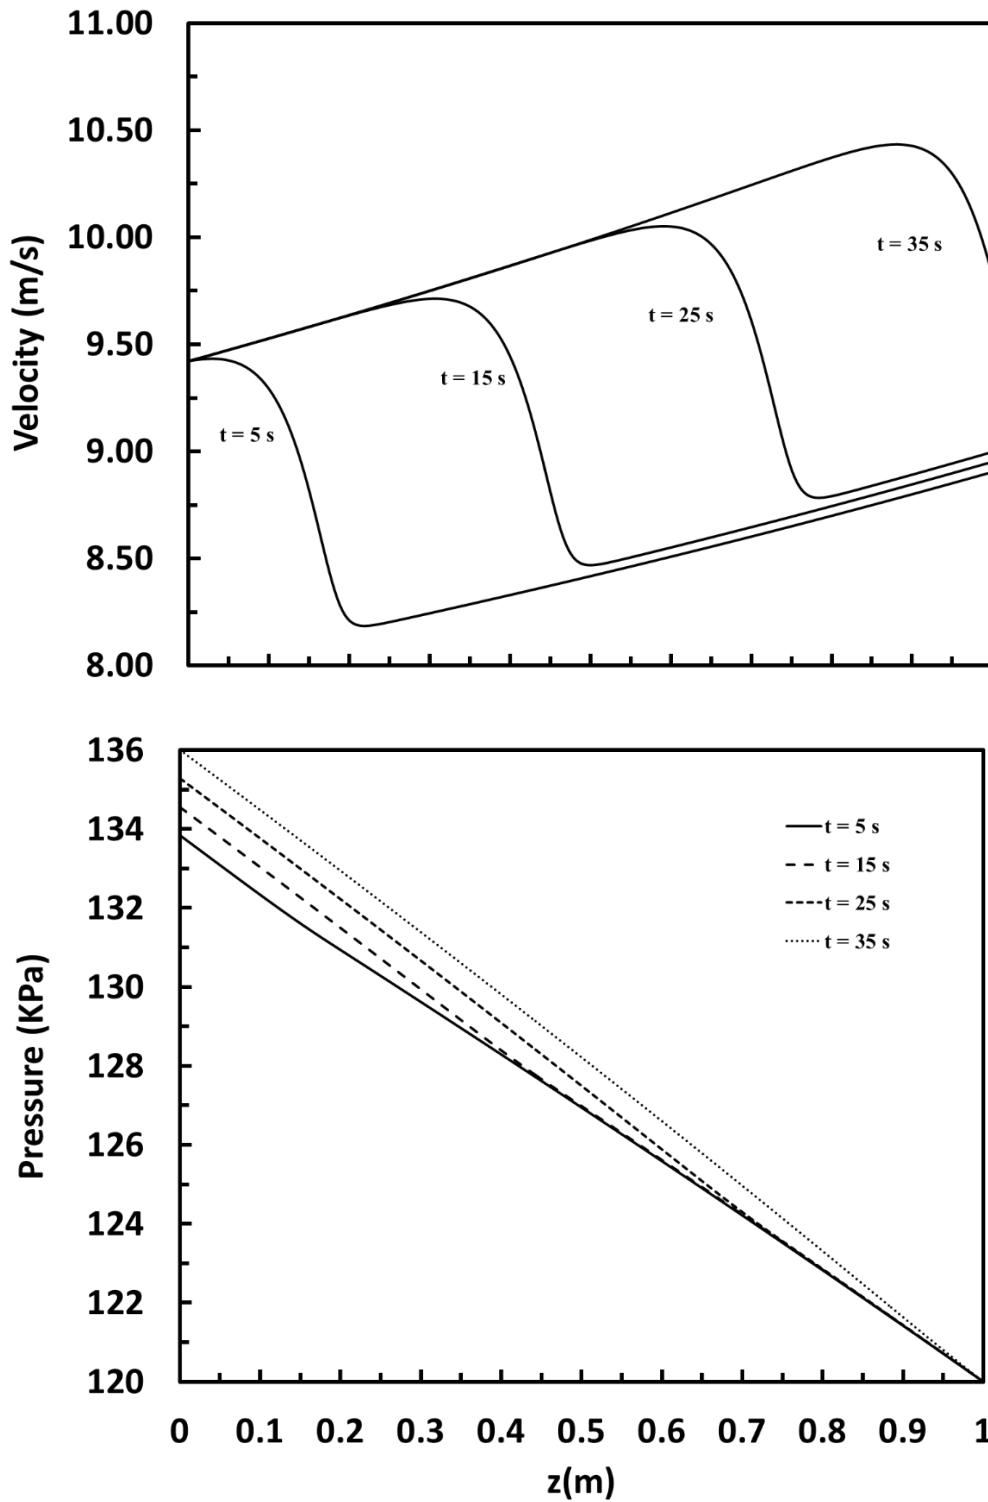 11.00
10.50
10.00
9.50
9.00
8.50
8.00
Velocity (m/s)
t = 5 s
t = 15 s
t = 25 s
t = 35 s
136
134
132
130
128
126
124
122
120
Pressure (KPa)
t = 5 s
t = 15 s
t = 25 s
t = 35 s
0 0.1 0.2 0.3 0.4 0.5 0.6 0.7 0.8 0.9 1
z(m)